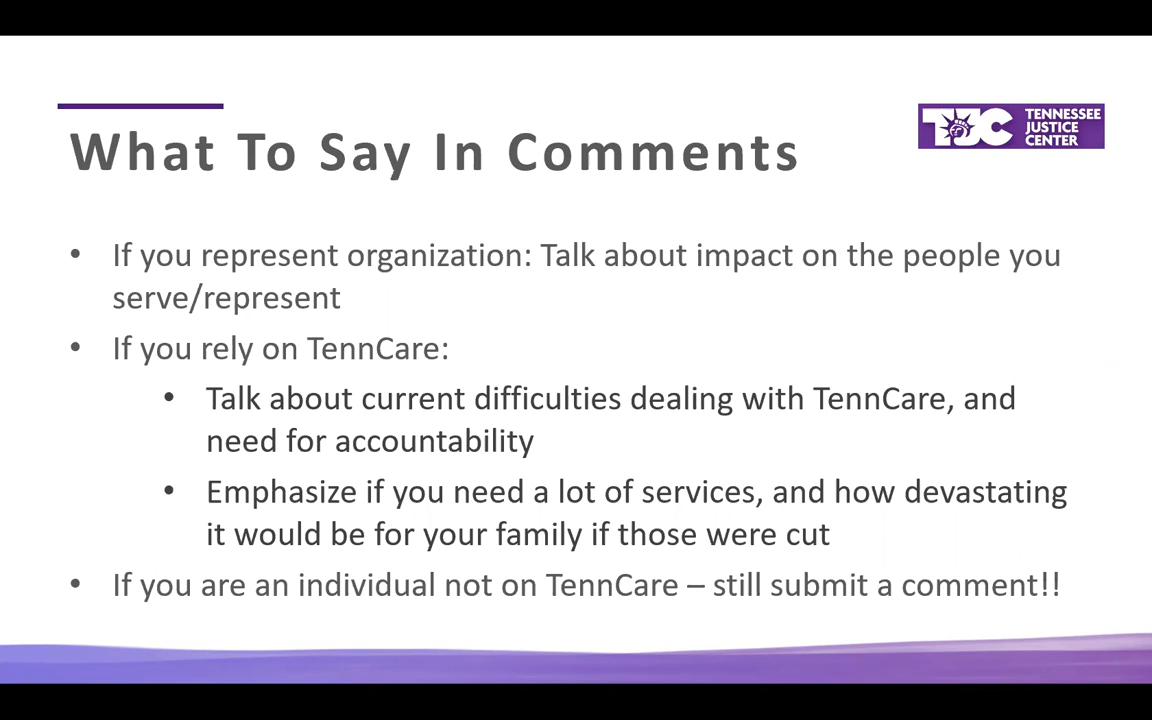 What To Say In Comments
TJC
TENNESSEE
JUSTICE
CENTER
• If you represent organization: Talk about impact on the people you
serve/represent
• If you rely on TennCare:
• Talk about current difficulties dealing with TennCare, and
need for accountability
• Emphasize if you need a lot of services, and how devastating
it would be for your family if those were cut
• If you are an individual not on TennCare – still submit a comment!!